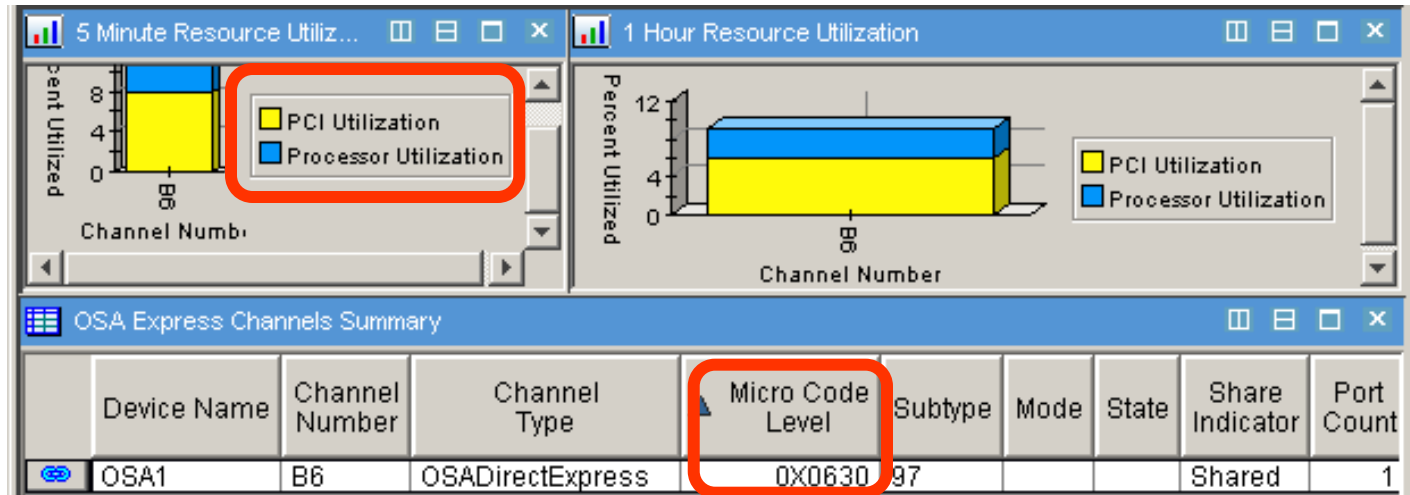 5 Minute Resource Utiliz...
Percent Utilized
8
4
0
B6
Channel Numb
PCI Utilization
Processor Utilization
1 Hour Resource Utilization
Percent Utilized
12
4
0
B6
Channel Number
PCI Utilization
Processor Utilization
OSA Express Channels Summary
Device Name Channel Number Channel Type Micro Code Level Subtype Mode State Share Indicator Port Count
OSA1 B6 OSADirectExpress 0X0630 97 Shared 1